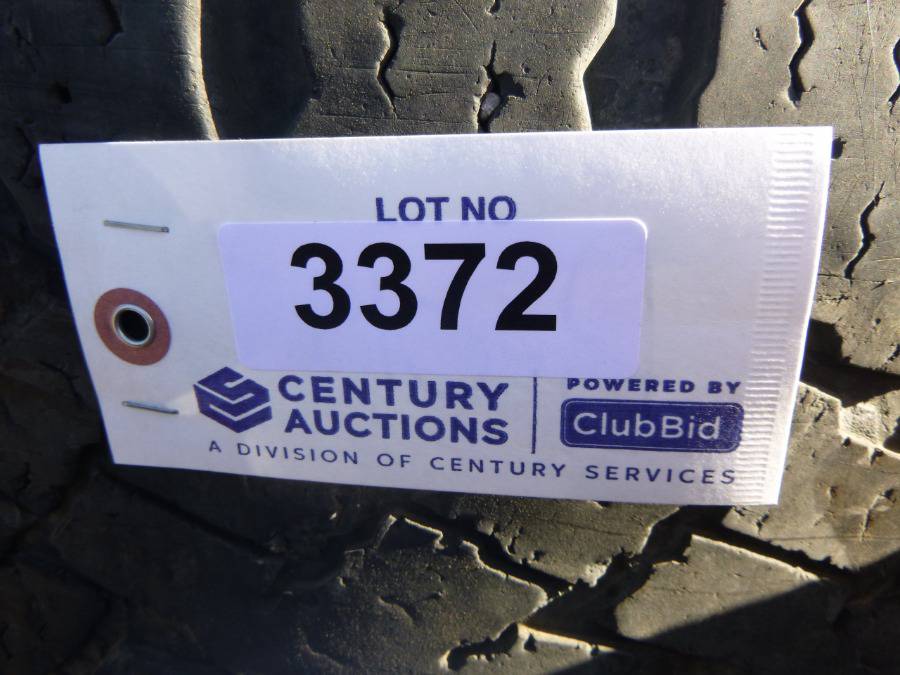 LOT NO
3372
CENTURY
AUCTIONS
POWERED BY
ClubBid
A DIVISION OF CENTURY SERVICES